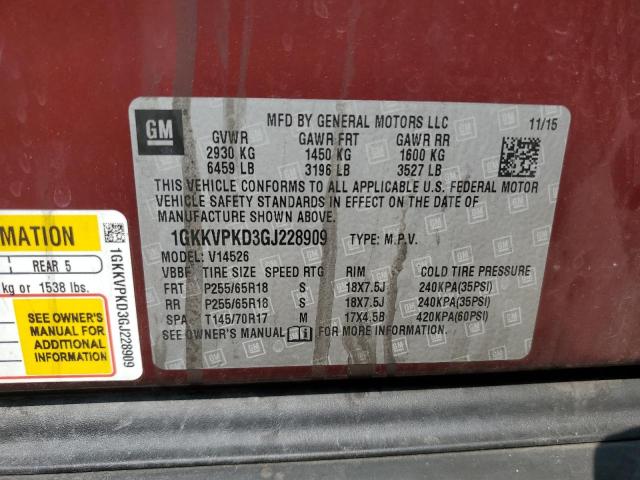 GM
MFD BY GENERAL MOTORS LLC 11/15
GVWR GAWR FRT GAWR RR
2930 KG 1450 KG 1600 KG
6459 LB 3196 LB 3527 LB
THIS VEHICLE CONFORMS TO ALL APPLICABLE U.S. FEDERAL MOTOR
VEHICLE SAFETY STANDARDS IN EFFECT ON THE DATE OF
MANUFACTURE SHOWN ABOVE.
1GKKVPKD3GJ228909 TYPE: M.P.V.
MODEL: V14526
VBBF TIRE SIZE SPEED RTG RIM COLD TIRE PRESSURE
FRT P255/65R18 S 18X7.5J 240KPA(35PSI)
RR P255/65R18 S 18X7.5J 240KPA(35PSI)
SPA T145/70R17 M 17X4.5B 420KPA(60PSI)
SEE OWNER'S MANUAL FOR MORE INFORMATION.
MATION
REAR 5
kg or 1538 lbs.
SEE OWNER'S
MANUAL FOR
ADDITIONAL
INFORMATION
1GKKVPKD3GJ228909